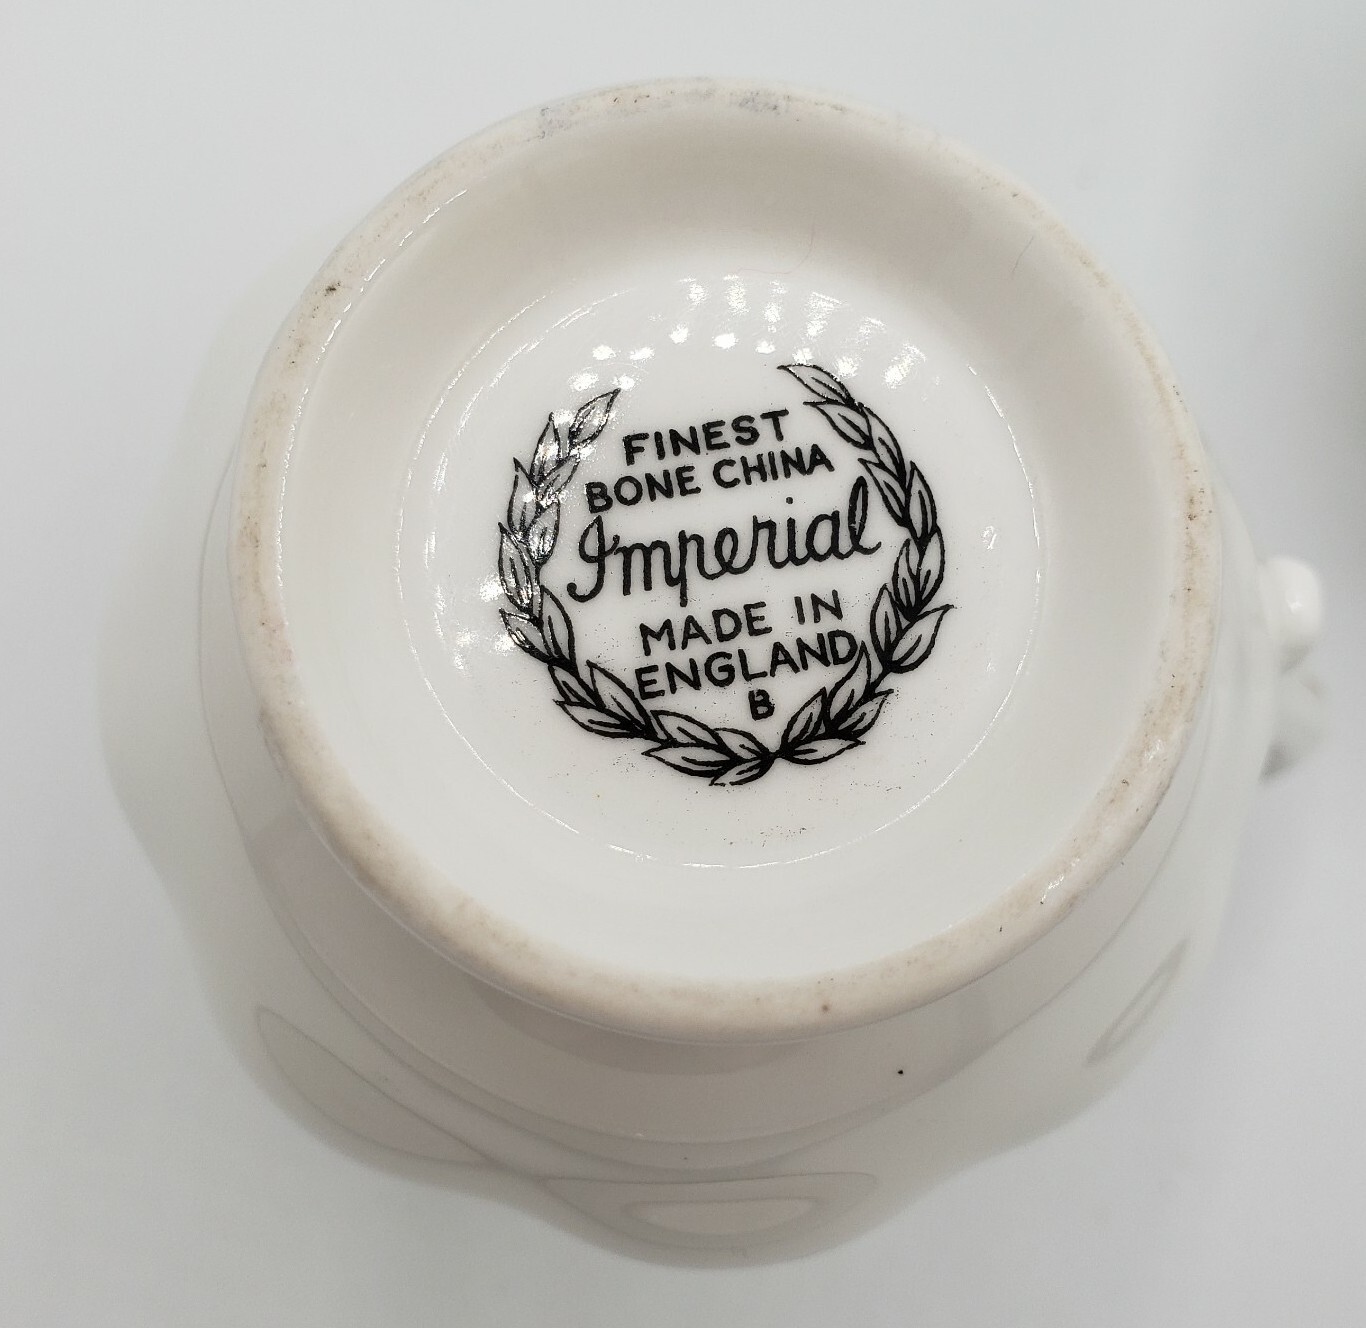 FINEST
BONE CHINA
Imperial
MADE IN
ENGLAND
B